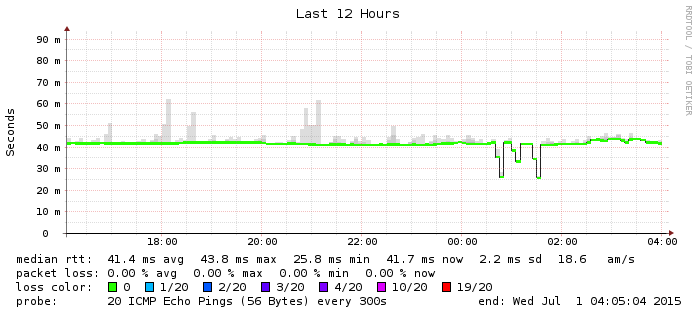 Last 12 Hours
RRDTOOL / TOBI OETIKER
Seconds
90 m
80 m
70 m
60 m
50 m
40 m
30 m
20 m
10 m
0
18:00 20:00 22:00 00:00 02:00 04:00
median rtt: 41.4 ms avg 43.8 ms max 25.8 ms min 41.7 ms now 2.2 ms sd 18.6 am/s
packet loss: 0.00 % avg 0.00 % max 0.00 % min 0.00 % now
loss color: 0 1/20 2/20 3/20 4/20 10/20 19/20
probe: 20 ICMP Echo Pings (56 Bytes) every 300s end: Wed Jul 1 04:05:04 2015